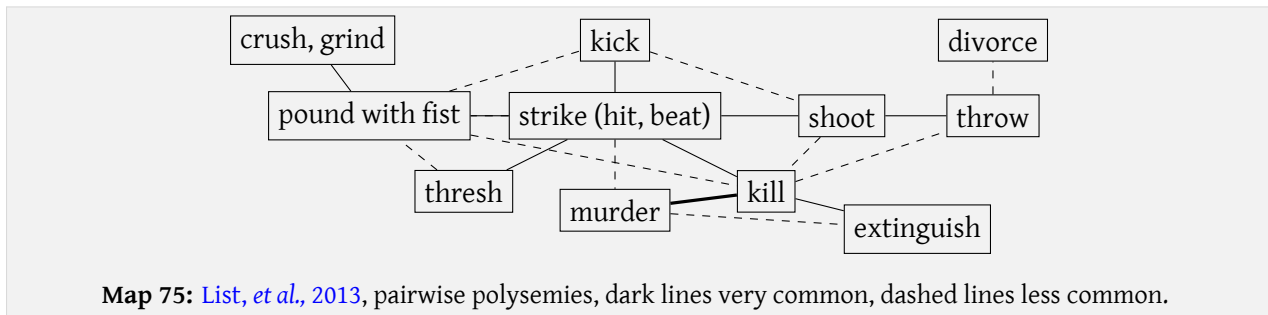 crush, grind
kick
divorce
pound with fist
strike (hit, beat)
shoot
throw
thresh
murder
kill
extinguish
Map 75: List, et al., 2013, pairwise polysemies, dark lines very common, dashed lines less common.